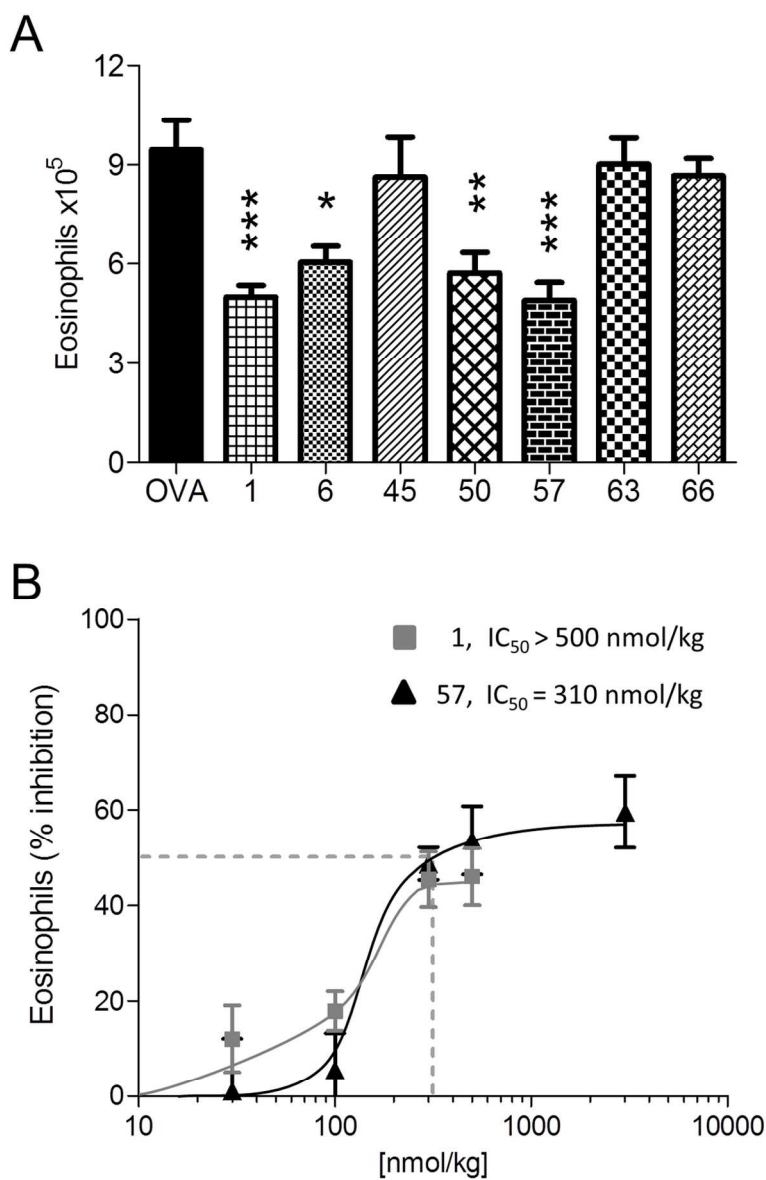 A
Eosinophils x10⁵
12
9
6
3
0
***
*
**
***
OVA 1 6 45 50 57 63 66
B
Eosinophils (% inhibition)
100
80
60
40
20
0
1, IC₅₀ > 500 nmol/kg
57, IC₅₀ = 310 nmol/kg
10 100 1000 10000
[nmol/kg]